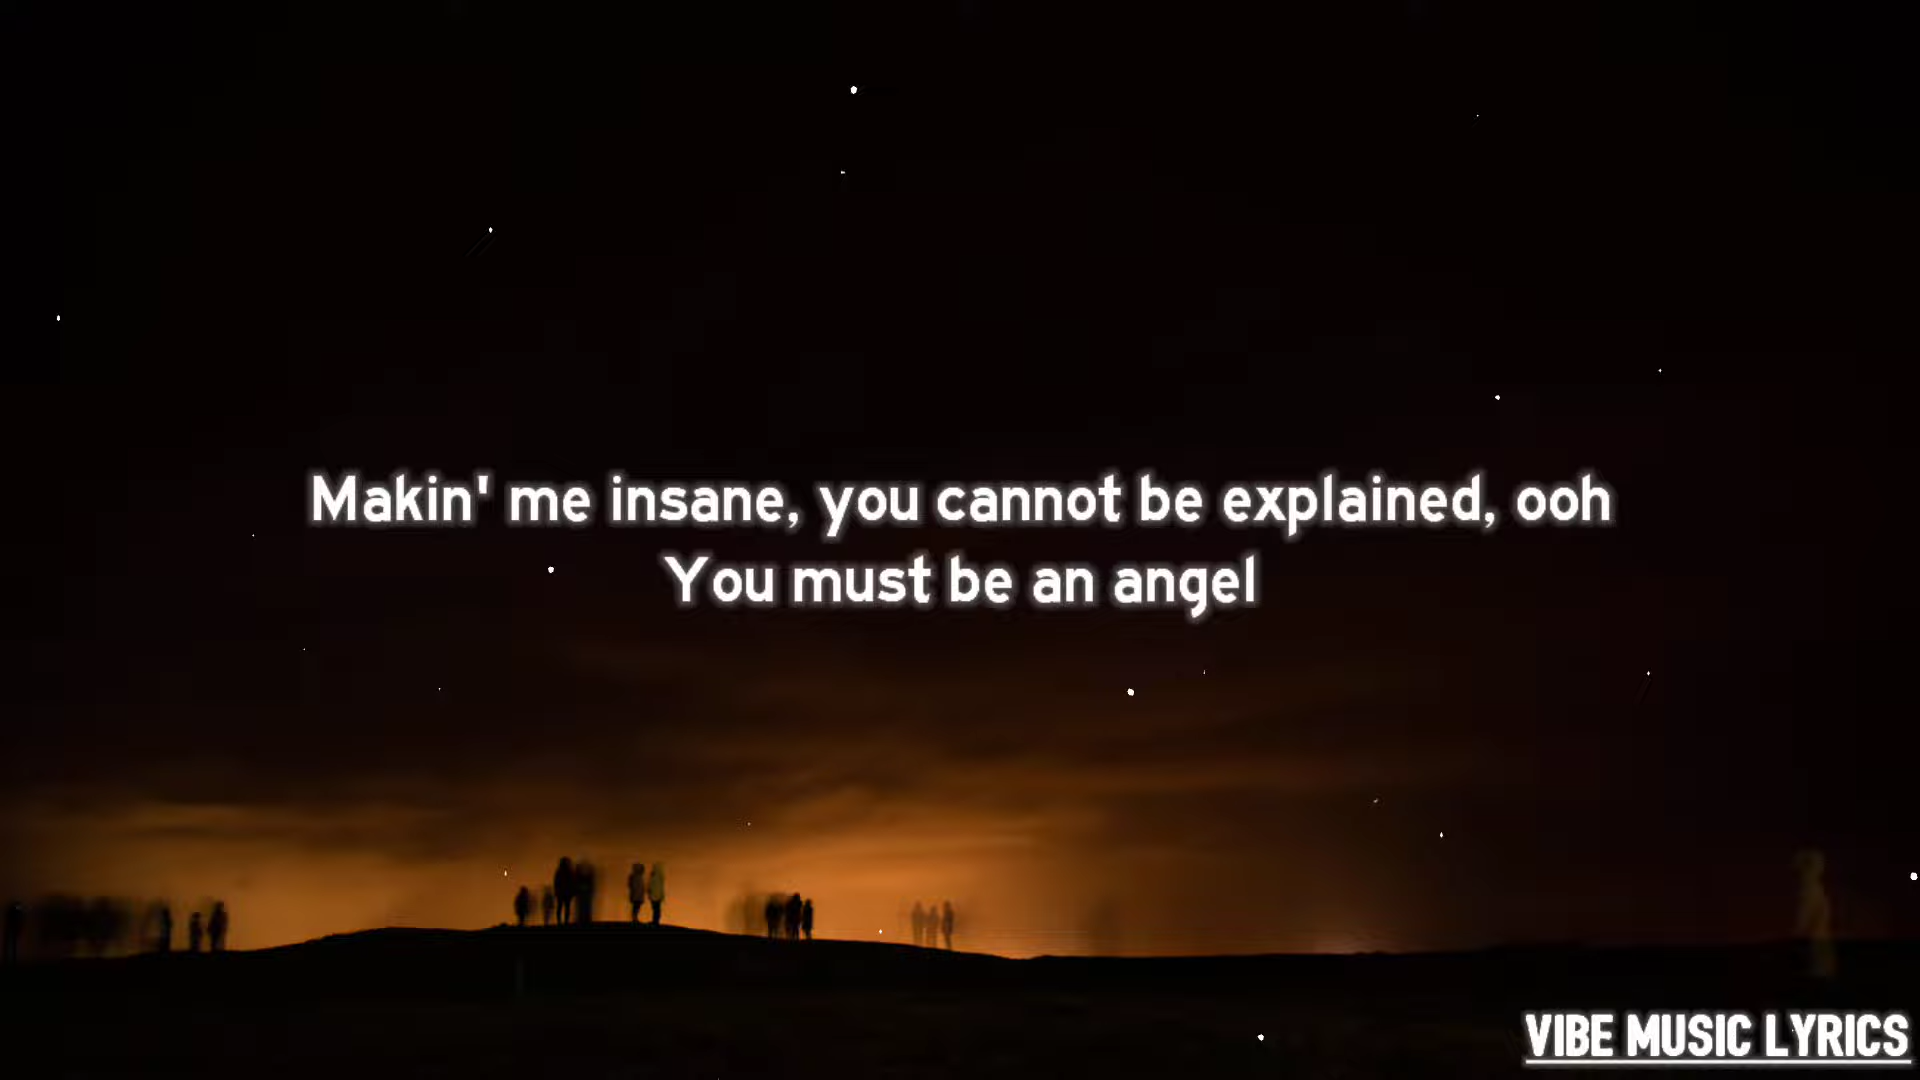 Makin' me insane, you cannot be explained, ooh
You must be an angel
VIBE MUSIC LYRICS